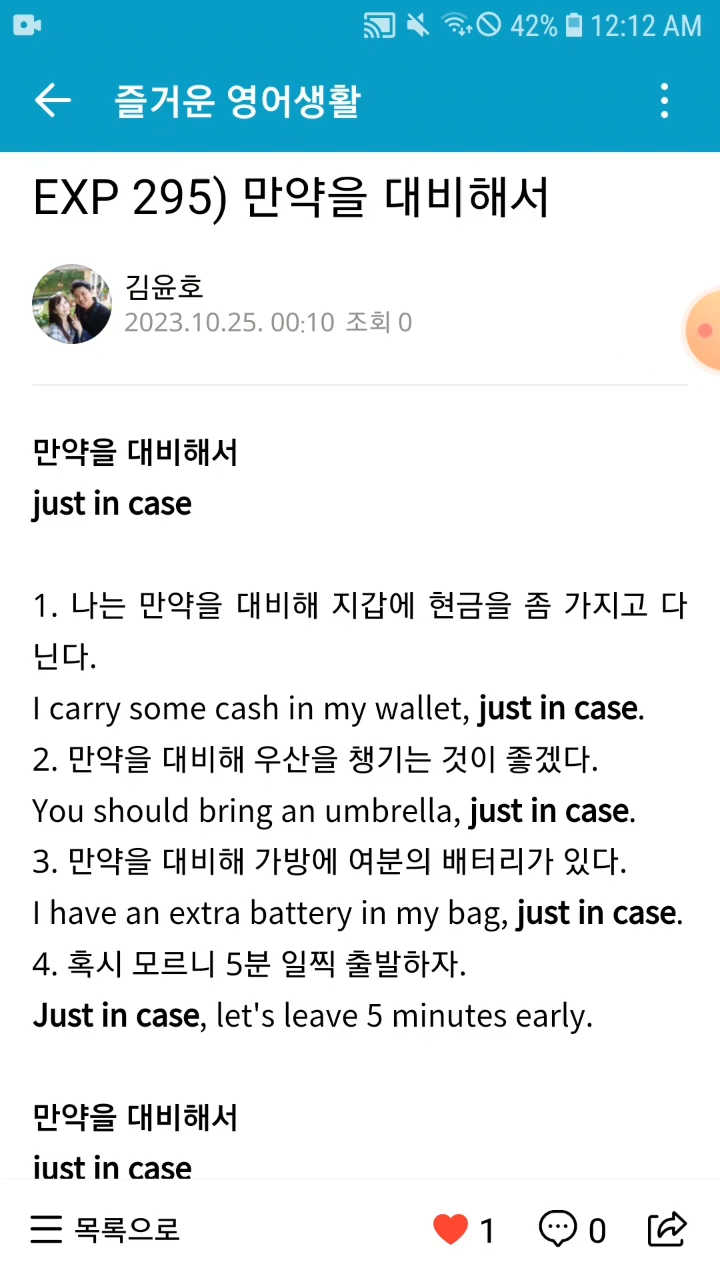 42% 12:12 AM
즐거운 영어생활
EXP 295) 만약을 대비해서
김윤호
2023.10.25. 00:10 조회 0
만약을 대비해서
just in case
1. 나는 만약을 대비해 지갑에 현금을 좀 가지고 다
닌다.
I carry some cash in my wallet, just in case.
2. 만약을 대비해 우산을 챙기는 것이 좋겠다.
You should bring an umbrella, just in case.
3. 만약을 대비해 가방에 여분의 배터리가 있다.
I have an extra battery in my bag, just in case.
4. 혹시 모르니 5분 일찍 출발하자.
Just in case, let's leave 5 minutes early.
만약을 대비해서
just in case
목록으로 1 0